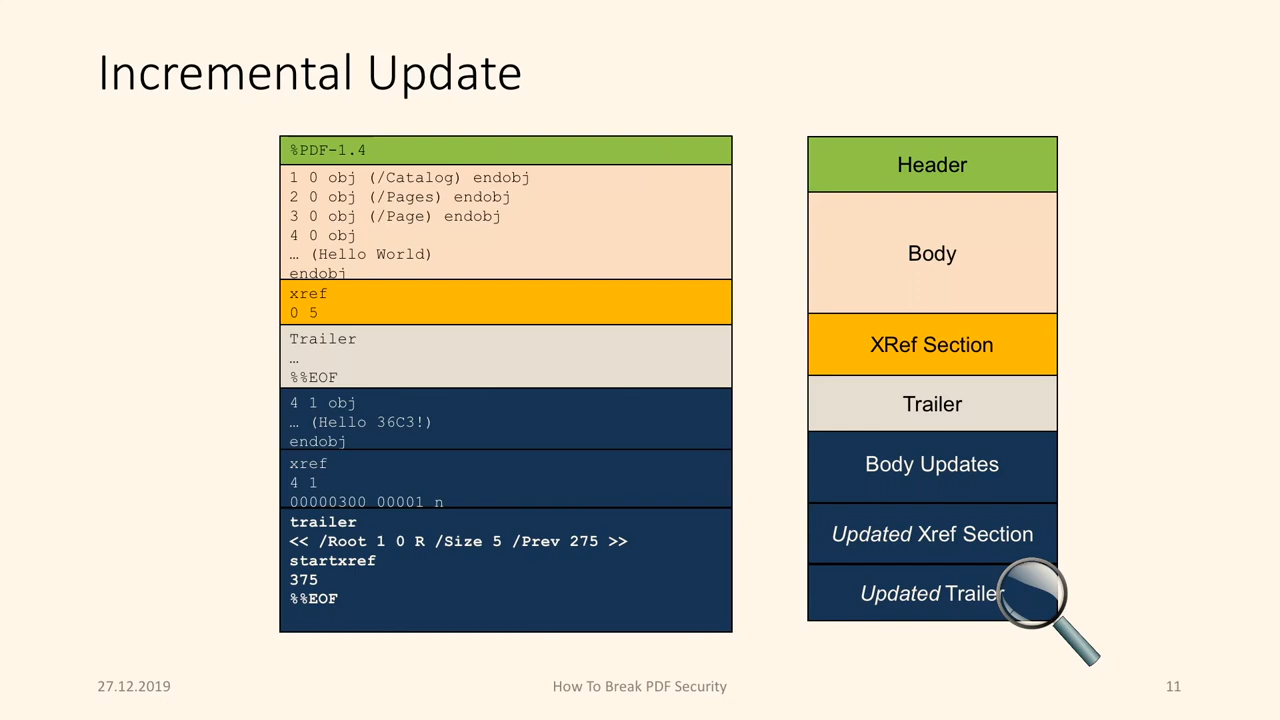 Incremental Update
%PDF-1.4
1 0 obj (/Catalog) endobj
2 0 obj (/Pages) endobj
3 0 obj (/Page) endobj
4 0 obj
… (Hello World)
endobj
xref
0 5
Trailer
…
%%EOF
4 1 obj
… (Hello 36C3!)
endobj
xref
4 1
00000300 00001 n
trailer
<< /Root 1 0 R /Size 5 /Prev 275 >>
startxref
375
%%EOF
Header
Body
XRef Section
Trailer
Body Updates
Updated Xref Section
Updated Trailer
27.12.2019
How To Break PDF Security
11